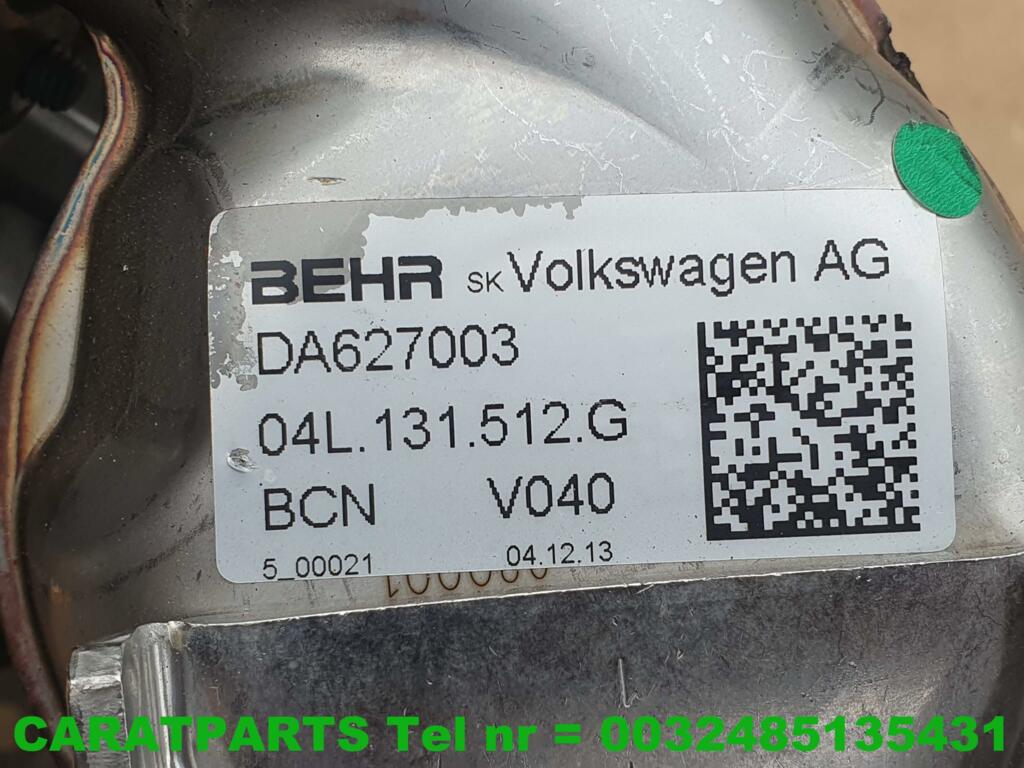 BEHR SK Volkswagen AG
DA627003
04L.131.512.G
BCN V040
5_00021 04.12.13
CARATPARTS Tel nr = 0032485135431